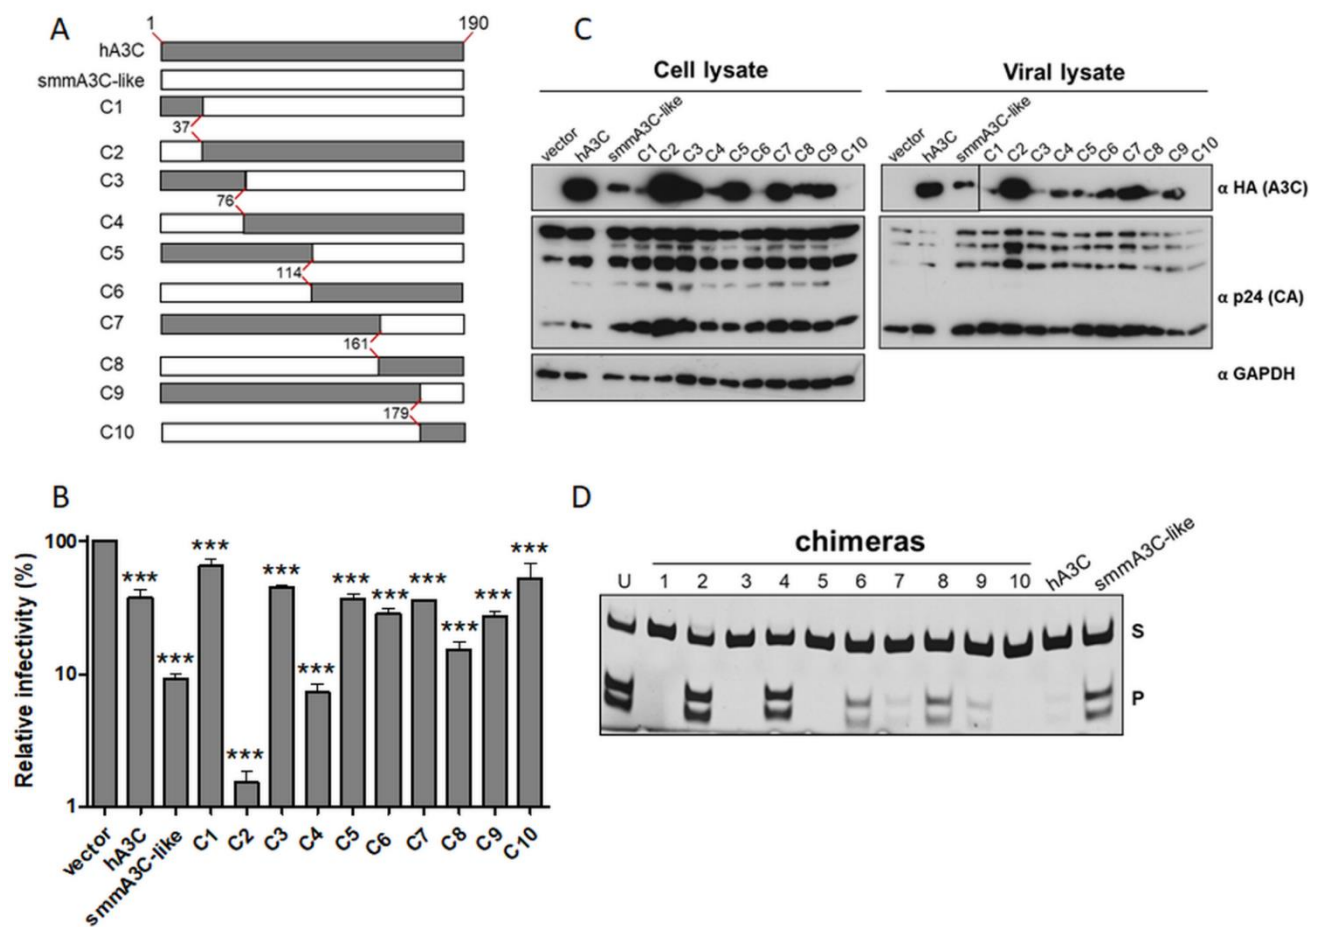 A
1 190
hA3C
smmA3C-like
C1
37
C2
C3
76
C4
C5
114
C6
C7
161
C8
C9
179
C10
C
Cell lysate Viral lysate
vector hA3C smmA3C-like C1 C2 C3 C4 C5 C6 C7 C8 C9 C10 vector hA3C smmA3C-like C1 C2 C3 C4 C5 C6 C7 C8 C9 C10
α HA (A3C)
α p24 (CA)
α GAPDH
B
Relative infectivity (%)
100
10
1
*** *** *** *** *** *** *** *** *** *** *** ***
vector hA3C smmA3C-like C1 C2 C3 C4 C5 C6 C7 C8 C9 C10
D
chimeras
U 1 2 3 4 5 6 7 8 9 10 hA3C smmA3C-like
S
P